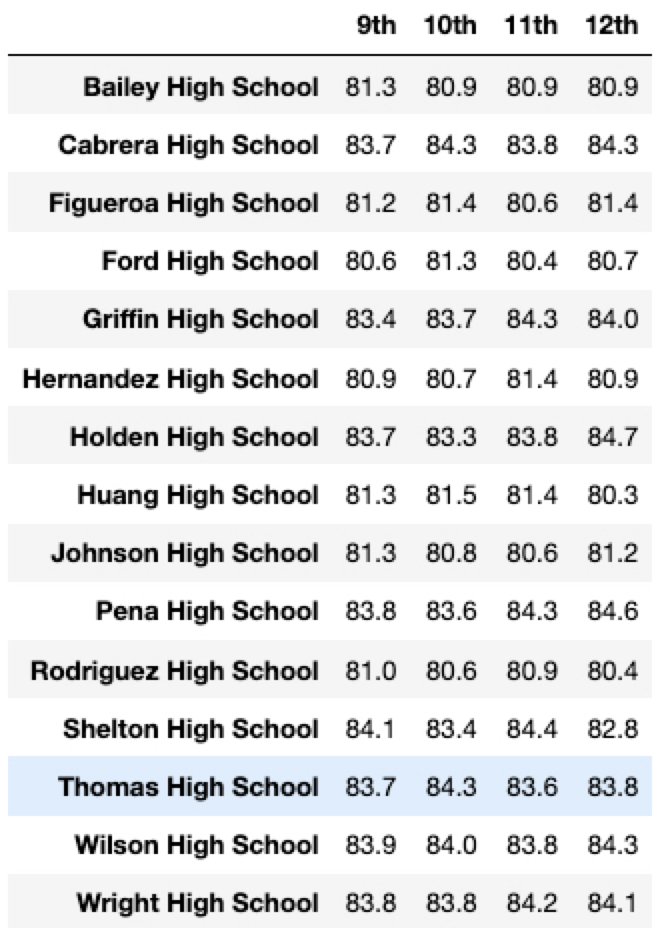 9th 10th 11th 12th
Bailey High School 81.3 80.9 80.9 80.9
Cabrera High School 83.7 84.3 83.8 84.3
Figueroa High School 81.2 81.4 80.6 81.4
Ford High School 80.6 81.3 80.4 80.7
Griffin High School 83.4 83.7 84.3 84.0
Hernandez High School 80.9 80.7 81.4 80.9
Holden High School 83.7 83.3 83.8 84.7
Huang High School 81.3 81.5 81.4 80.3
Johnson High School 81.3 80.8 80.6 81.2
Pena High School 83.8 83.6 84.3 84.6
Rodriguez High School 81.0 80.6 80.9 80.4
Shelton High School 84.1 83.4 84.4 82.8
Thomas High School 83.7 84.3 83.6 83.8
Wilson High School 83.9 84.0 83.8 84.3
Wright High School 83.8 83.8 84.2 84.1